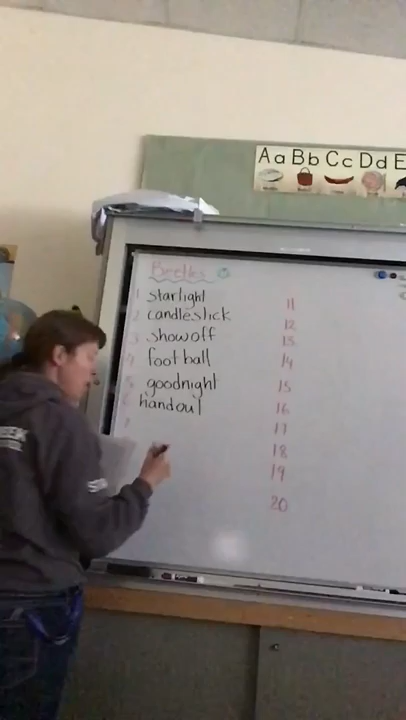 Aa Bb Cc Dd E
Beetles
1 starlight
2 candlestick
3 showoff
4 football
5 goodnight
6 handout
7
11
12
13
14
15
16
17
18
19
20